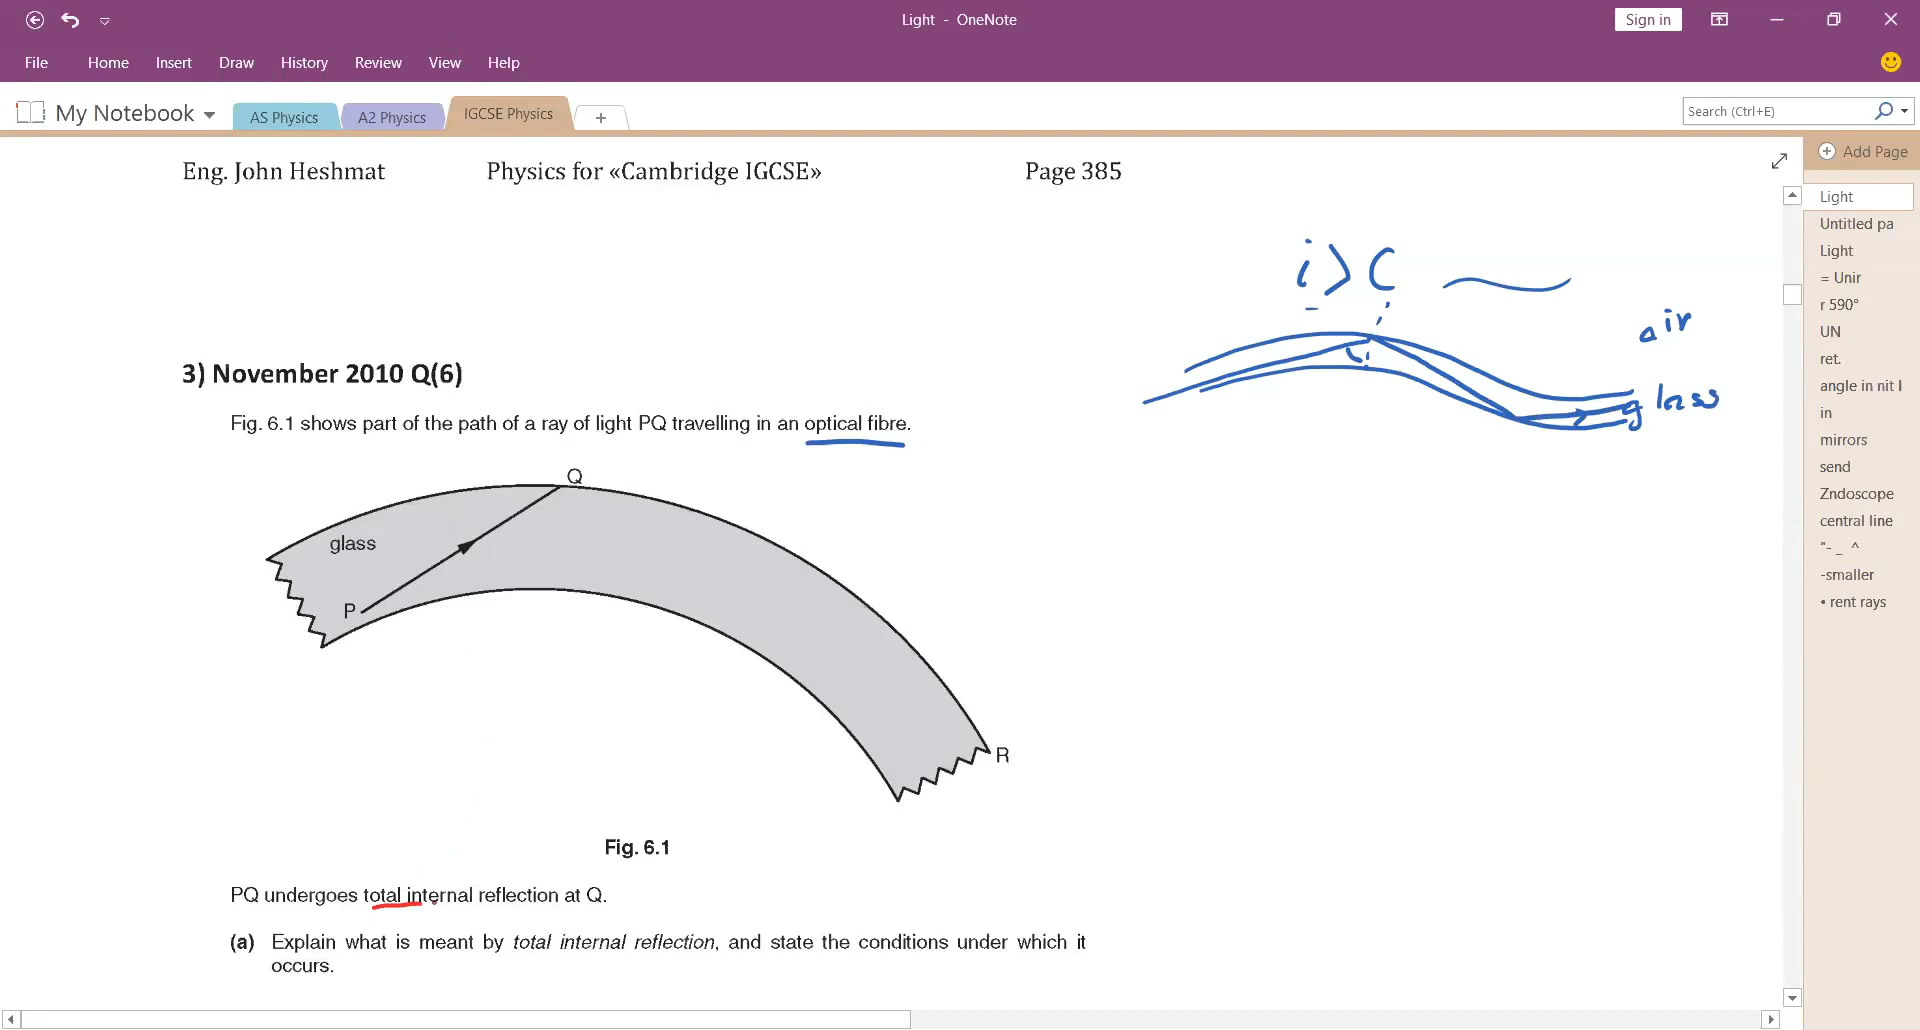 Light - OneNote
Sign in
File Home Insert Draw History Review View Help
My Notebook
AS Physics
A2 Physics
IGCSE Physics
Search (Ctrl+E)
Add Page
Light
Untitled pa
Light
= Unir
r 590°
UN
ret.
angle in nit I
in
mirrors
send
Zndoscope
central line
"- _ ^
-smaller
• rent rays
Eng. John Heshmat Physics for «Cambridge IGCSE» Page 385
i > C
air
glass
3) November 2010 Q(6)
Fig. 6.1 shows part of the path of a ray of light PQ travelling in an optical fibre.
Q
glass
P
R
Fig. 6.1
PQ undergoes total internal reflection at Q.
(a) Explain what is meant by total internal reflection, and state the conditions under which it
occurs.